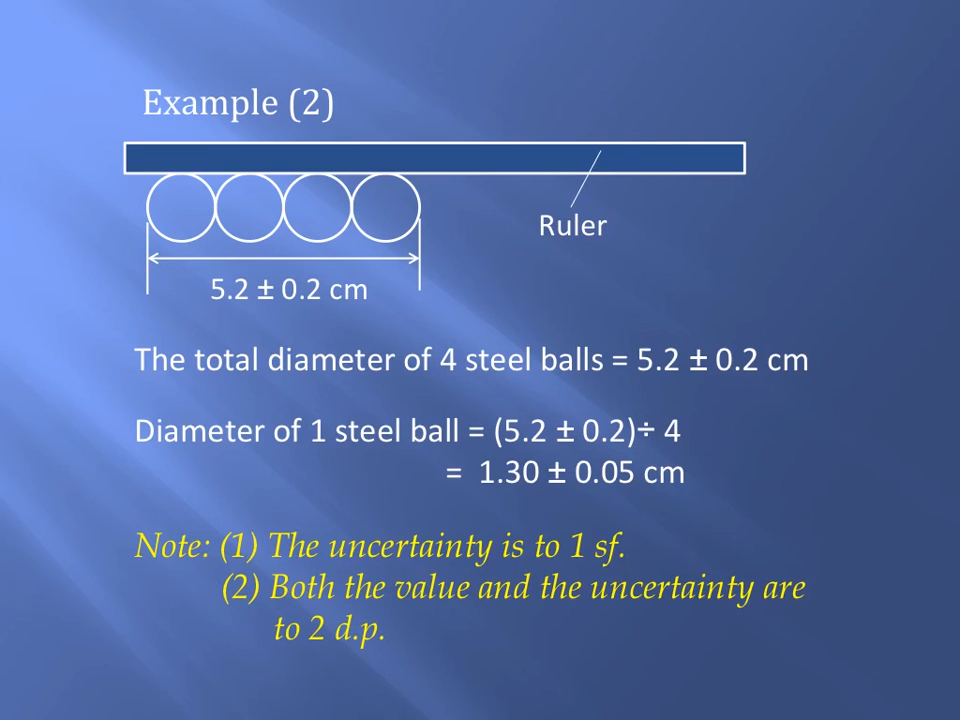 Example (2)
Ruler
5.2 ± 0.2 cm
The total diameter of 4 steel balls = 5.2 ± 0.2 cm
Diameter of 1 steel ball = (5.2 ± 0.2)÷ 4
= 1.30 ± 0.05 cm
Note: (1) The uncertainty is to 1 sf.
(2) Both the value and the uncertainty are
to 2 d.p.